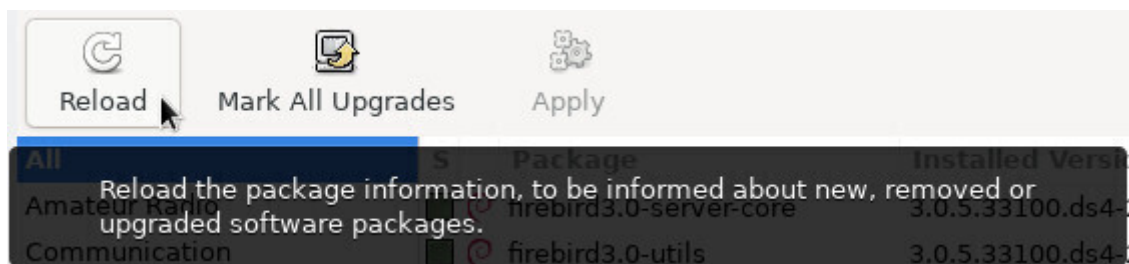 Reload Mark All Upgrades Apply
All S Package Installed Versi
Reload the package information, to be informed about new, removed or
upgraded software packages.
Amateur Radio firebird3.0-server-core 3.0.5.33100.ds4-
Communication firebird3.0-utils 3.0.5.33100.ds4-